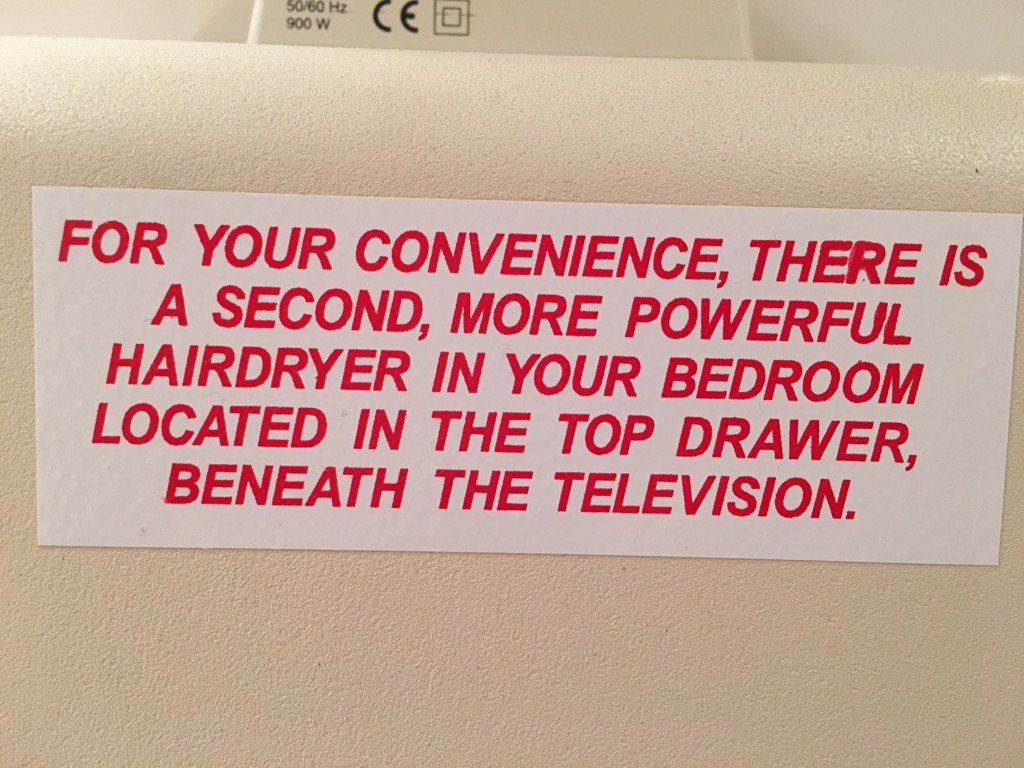 50/60 Hz
900 W
CE
FOR YOUR CONVENIENCE, THERE IS
A SECOND, MORE POWERFUL
HAIRDRYER IN YOUR BEDROOM
LOCATED IN THE TOP DRAWER,
BENEATH THE TELEVISION.